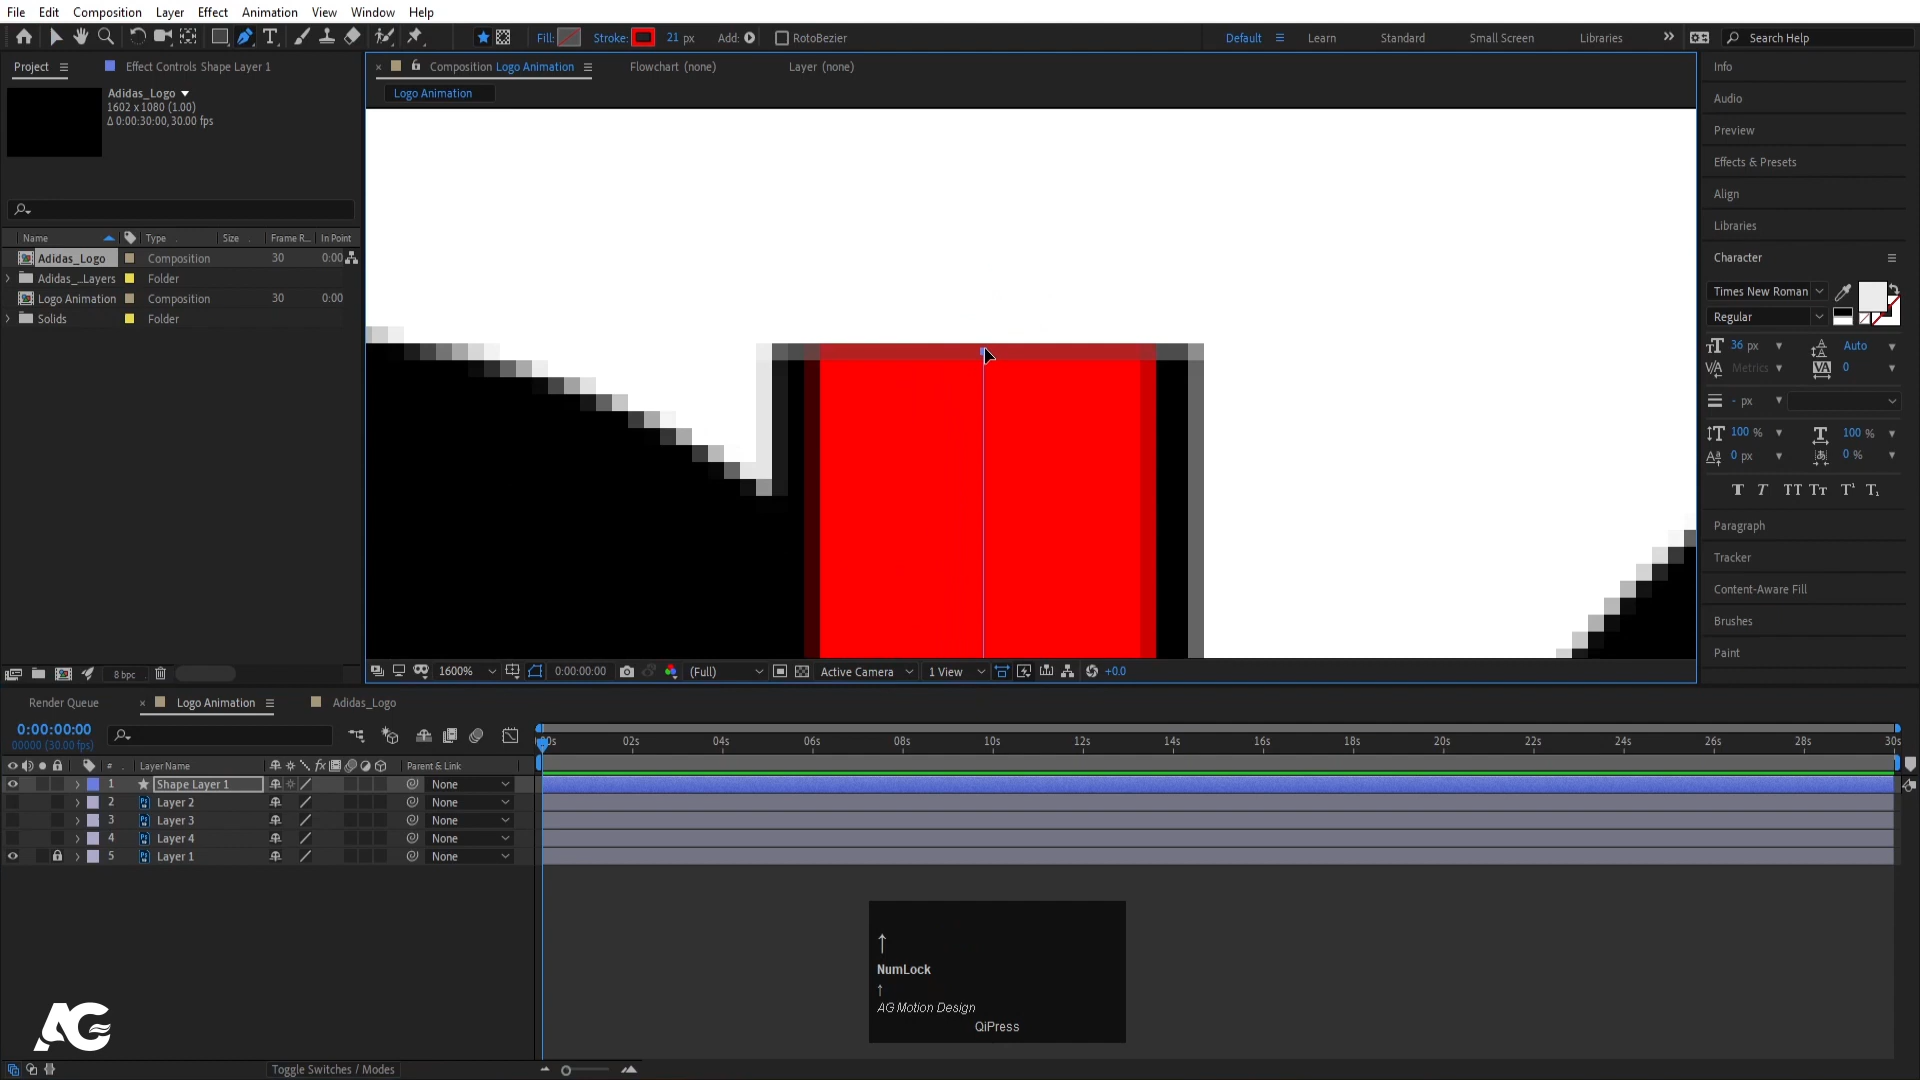 File Edit Composition Layer Effect Animation View Window Help
Fill: Stroke: 21 px Add: RotoBezier
Default Learn Standard Small Screen Libraries Search Help
Project Effect Controls Shape Layer 1
Composition Logo Animation Flowchart (none) Layer (none)
Logo Animation
Adidas_Logo
1602 x 1080 (1.00)
Δ 0:00:30:00, 30.00 fps
Name Type Size Frame R... In Point
Adidas_Logo Composition 30 0:00
Adidas_...Layers Folder
Logo Animation Composition 30 0:00
Solids Folder
8 bpc
1600% 0:00:00:00 (Full) Active Camera 1 View +0.0
Info
Audio
Preview
Effects & Presets
Align
Libraries
Character
Times New Roman
Regular
36 px Auto
Metrics 0
- px
100 % 100 %
0 px 0 %
T T TT Tt T¹ T₁
Paragraph
Tracker
Content-Aware Fill
Brushes
Paint
Render Queue Logo Animation Adidas_Logo
0:00:00:00
00000 (30.00 fps)
# Layer Name Parent & Link
1 Shape Layer 1 None
2 Layer 2 None
3 Layer 3 None
4 Layer 4 None
5 Layer 1 None
02s 04s 06s 08s 10s 12s 14s 16s 18s 20s 22s 24s 26s 28s 30s
↑
NumLock
↑
AG Motion Design
QiPress
AG
Toggle Switches / Modes